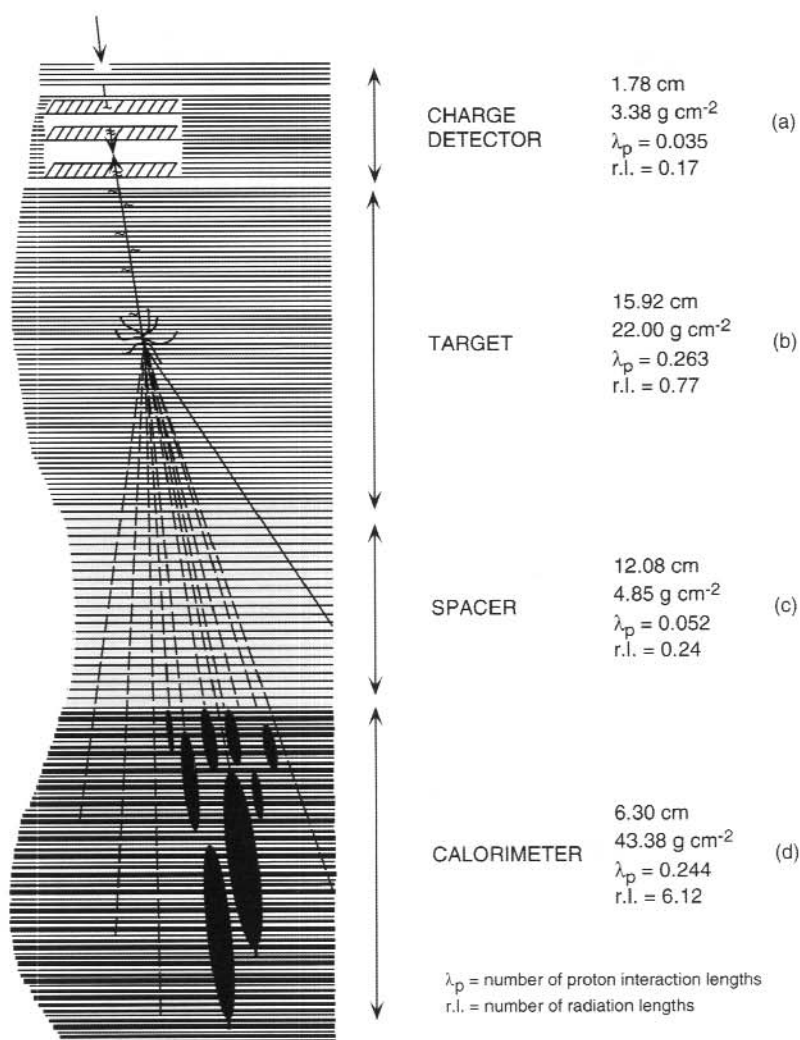 CHARGE
DETECTOR
1.78 cm
3.38 g cm⁻²
λp = 0.035
r.l. = 0.17
(a)
TARGET
15.92 cm
22.00 g cm⁻²
λp = 0.263
r.l. = 0.77
(b)
SPACER
12.08 cm
4.85 g cm⁻²
λp = 0.052
r.l. = 0.24
(c)
CALORIMETER
6.30 cm
43.38 g cm⁻²
λp = 0.244
r.l. = 6.12
(d)
λp = number of proton interaction lengths
r.l. = number of radiation lengths